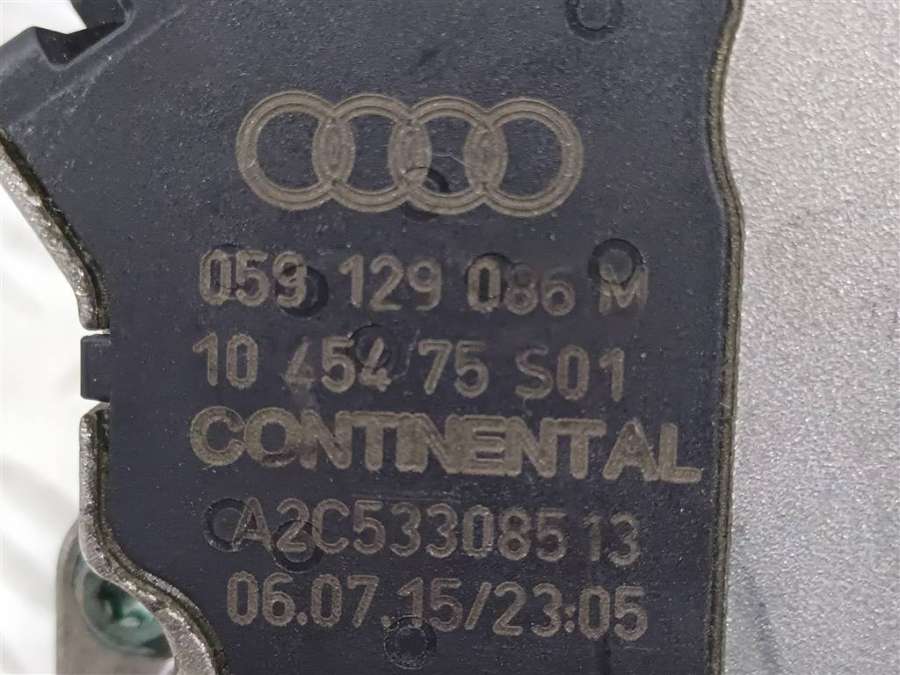 059 129 086 M
10 454 75 S01
CONTINENTAL
A2C53308513
06.07.15/23:05